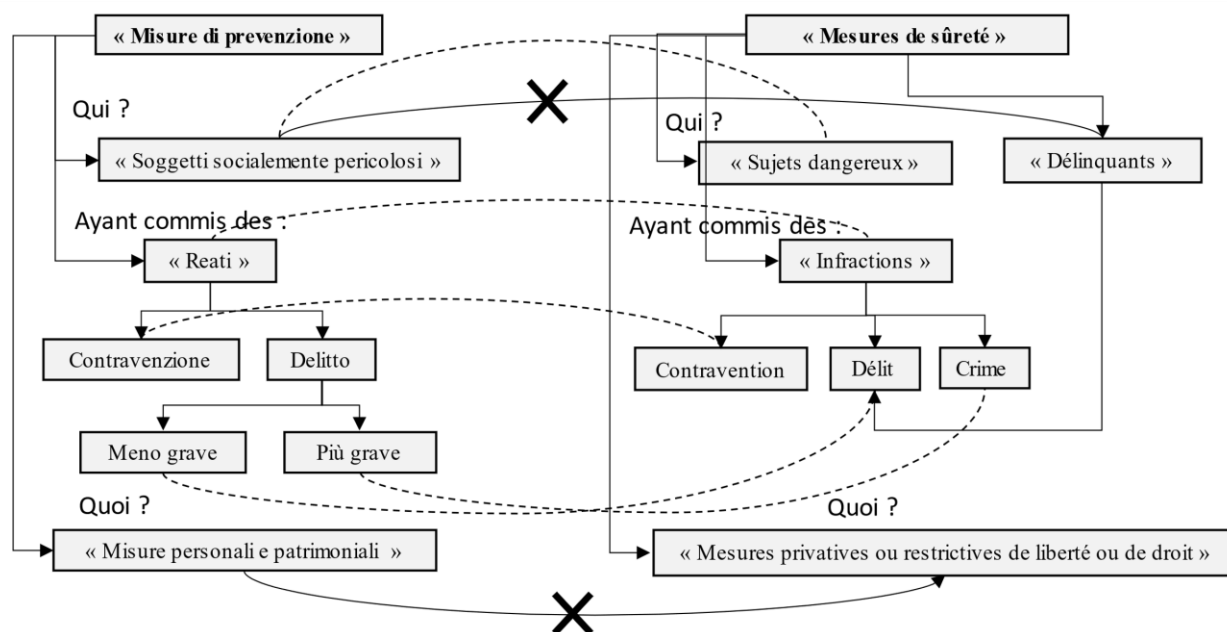 « Misure di prevenzione »
« Mesures de sûreté »
Qui ?
Qui ?
« Soggetti socialemente pericolosi »
« Sujets dangereux »
« Délinquants »
Ayant commis des :
Ayant commis des :
« Reati »
« Infractions »
Contravenzione
Delitto
Contravention
Délit
Crime
Meno grave
Più grave
Quoi ?
Quoi ?
« Misure personali e patrimoniali »
« Mesures privatives ou restrictives de liberté ou de droit »